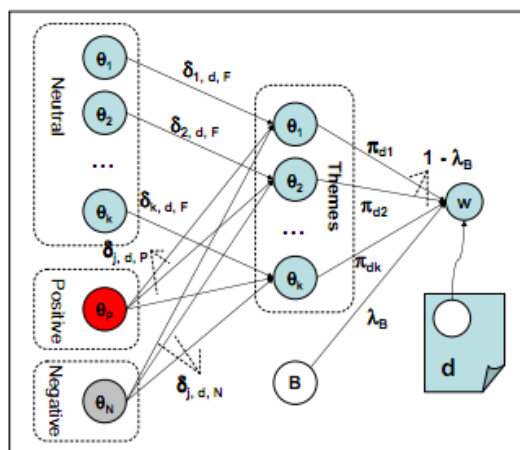 Neutral
θ1
θ2
...
θk
δ1, d, F
δ2, d, F
δk, d, F
δj, d, P
Positive
θP
Negative
θN
δj, d, N
θ1
θ2
...
θk
Themes
πd1
πd2
πdk
1 - λB
λB
B
w
d